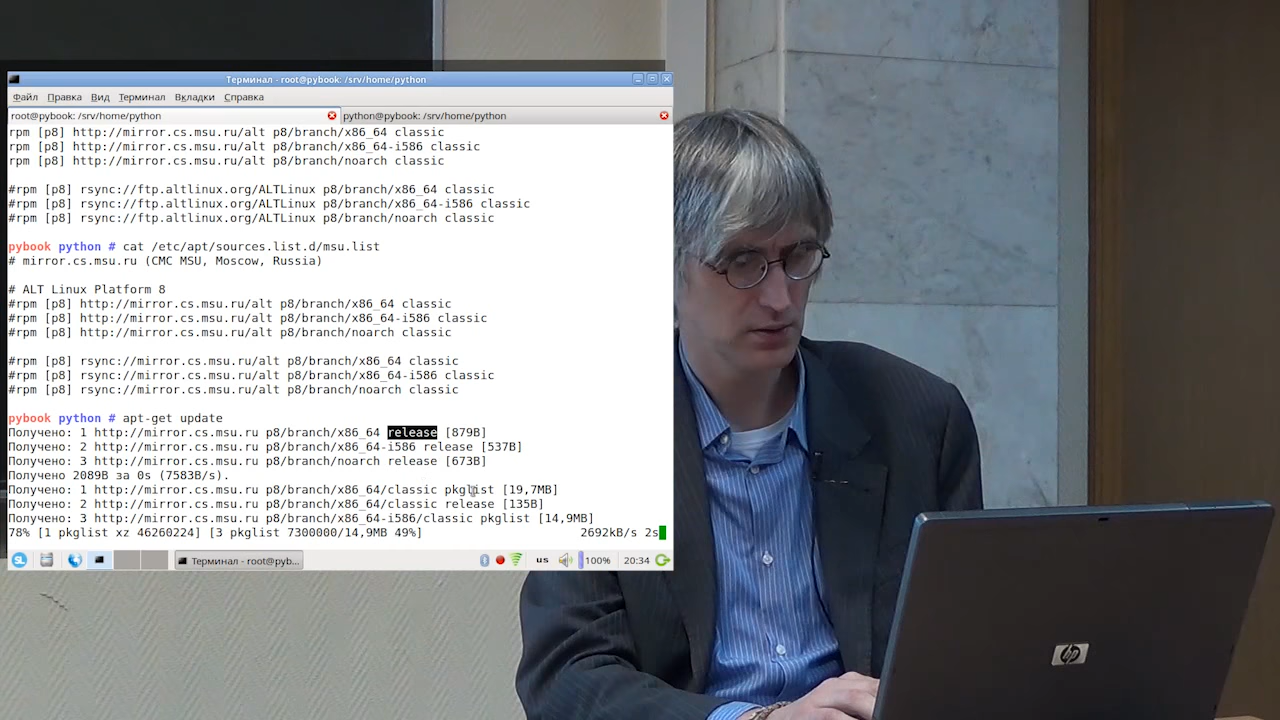 Терминал - root@pybook: /srv/home/python
Файл Правка Вид Терминал Вкладки Справка
root@pybook: /srv/home/python python@pybook: /srv/home/python
rpm [p8] http://mirror.cs.msu.ru/alt p8/branch/x86_64 classic
rpm [p8] http://mirror.cs.msu.ru/alt p8/branch/x86_64-i586 classic
rpm [p8] http://mirror.cs.msu.ru/alt p8/branch/noarch classic
#rpm [p8] rsync://ftp.altlinux.org/ALTLinux p8/branch/x86_64 classic
#rpm [p8] rsync://ftp.altlinux.org/ALTLinux p8/branch/x86_64-i586 classic
#rpm [p8] rsync://ftp.altlinux.org/ALTLinux p8/branch/noarch classic
pybook python # cat /etc/apt/sources.list.d/msu.list
# mirror.cs.msu.ru (CMC MSU, Moscow, Russia)
# ALT Linux Platform 8
#rpm [p8] http://mirror.cs.msu.ru/alt p8/branch/x86_64 classic
#rpm [p8] http://mirror.cs.msu.ru/alt p8/branch/x86_64-i586 classic
#rpm [p8] http://mirror.cs.msu.ru/alt p8/branch/noarch classic
#rpm [p8] rsync://mirror.cs.msu.ru/alt p8/branch/x86_64 classic
#rpm [p8] rsync://mirror.cs.msu.ru/alt p8/branch/x86_64-i586 classic
#rpm [p8] rsync://mirror.cs.msu.ru/alt p8/branch/noarch classic
pybook python # apt-get update
Получено: 1 http://mirror.cs.msu.ru p8/branch/x86_64 release [879B]
Получено: 2 http://mirror.cs.msu.ru p8/branch/x86_64-i586 release [537B]
Получено: 3 http://mirror.cs.msu.ru p8/branch/noarch release [673B]
Получено 2089B за 0s (7583B/s).
Получено: 1 http://mirror.cs.msu.ru p8/branch/x86_64/classic pkglist [19,7MB]
Получено: 2 http://mirror.cs.msu.ru p8/branch/x86_64/classic release [135B]
Получено: 3 http://mirror.cs.msu.ru p8/branch/x86_64-i586/classic pkglist [14,9MB]
78% [1 pkglist xz 46260224] [3 pkglist 7300000/14,9MB 49%] 2692kB/s 2s
SL Терминал - root@pyb... us 100% 20:34
hp